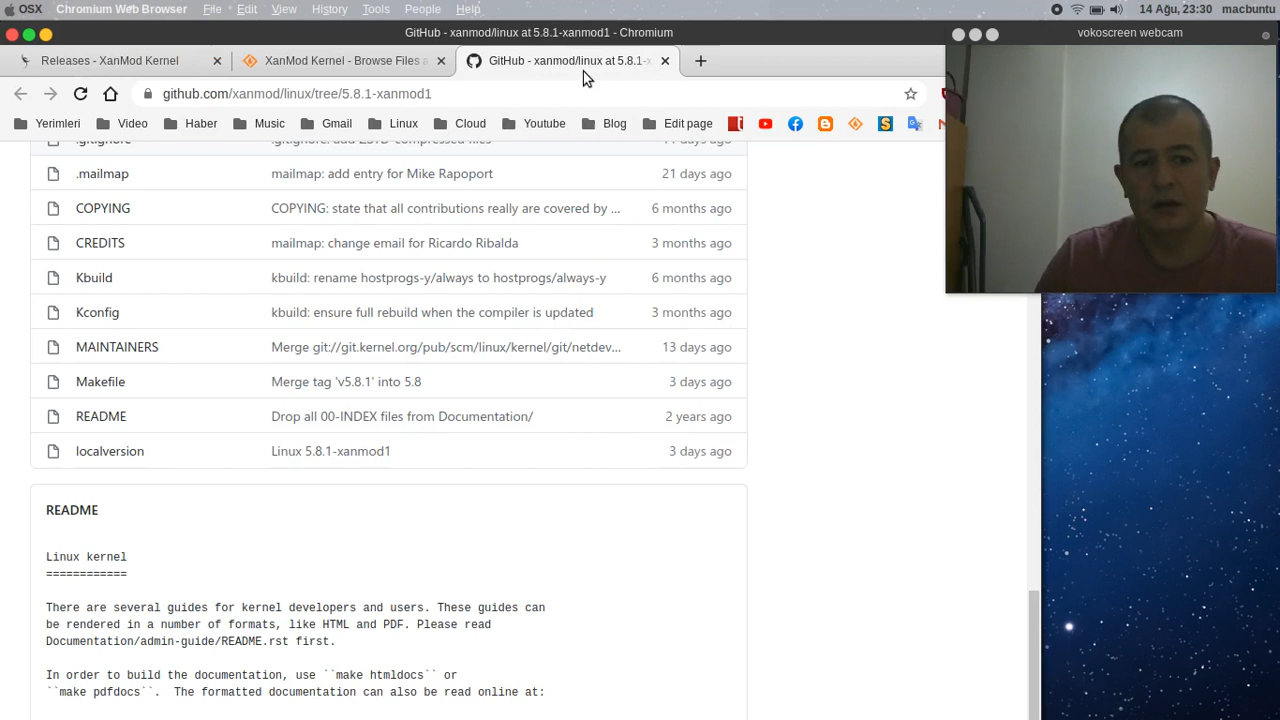 OSX Chromium Web Browser File Edit View History Tools People Help 14 Ağu, 23:30 macbuntu
GitHub - xanmod/linux at 5.8.1-xanmod1 - Chromium
vokoscreen webcam
Releases - XanMod Kernel
XanMod Kernel - Browse Files a
GitHub - xanmod/linux at 5.8.1-x
github.com/xanmod/linux/tree/5.8.1-xanmod1
Yerimleri Video Haber Music Gmail Linux Cloud Youtube Blog Edit page
.mailmap mailmap: add entry for Mike Rapoport 21 days ago
COPYING COPYING: state that all contributions really are covered by ... 6 months ago
CREDITS mailmap: change email for Ricardo Ribalda 3 months ago
Kbuild kbuild: rename hostprogs-y/always to hostprogs/always-y 6 months ago
Kconfig kbuild: ensure full rebuild when the compiler is updated 3 months ago
MAINTAINERS Merge git://git.kernel.org/pub/scm/linux/kernel/git/netdev... 13 days ago
Makefile Merge tag 'v5.8.1' into 5.8 3 days ago
README Drop all 00-INDEX files from Documentation/ 2 years ago
localversion Linux 5.8.1-xanmod1 3 days ago
README
Linux kernel
============
There are several guides for kernel developers and users. These guides can
be rendered in a number of formats, like HTML and PDF. Please read
Documentation/admin-guide/README.rst first.
In order to build the documentation, use ``make htmldocs`` or
``make pdfdocs``.  The formatted documentation can also be read online at: